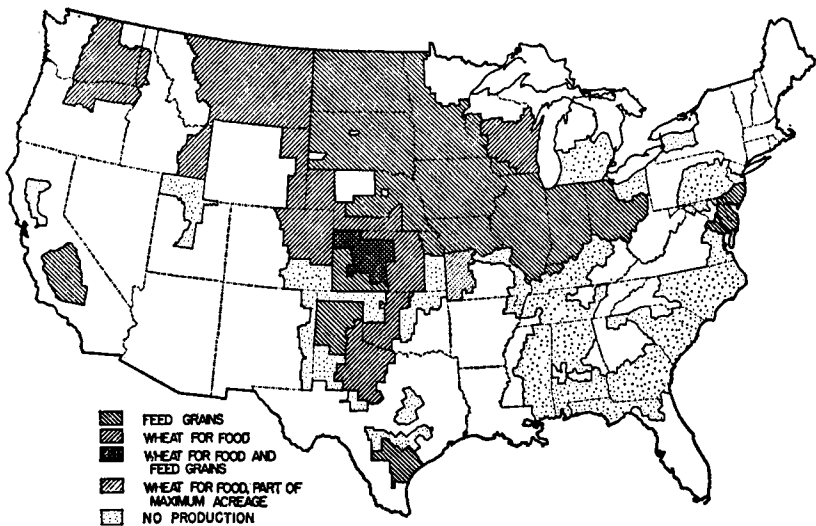 FEED GRAINS
WHEAT FOR FOOD
WHEAT FOR FOOD AND
FEED GRAINS
WHEAT FOR FOOD, PART OF
MAXIMUM ACREAGE
NO PRODUCTION